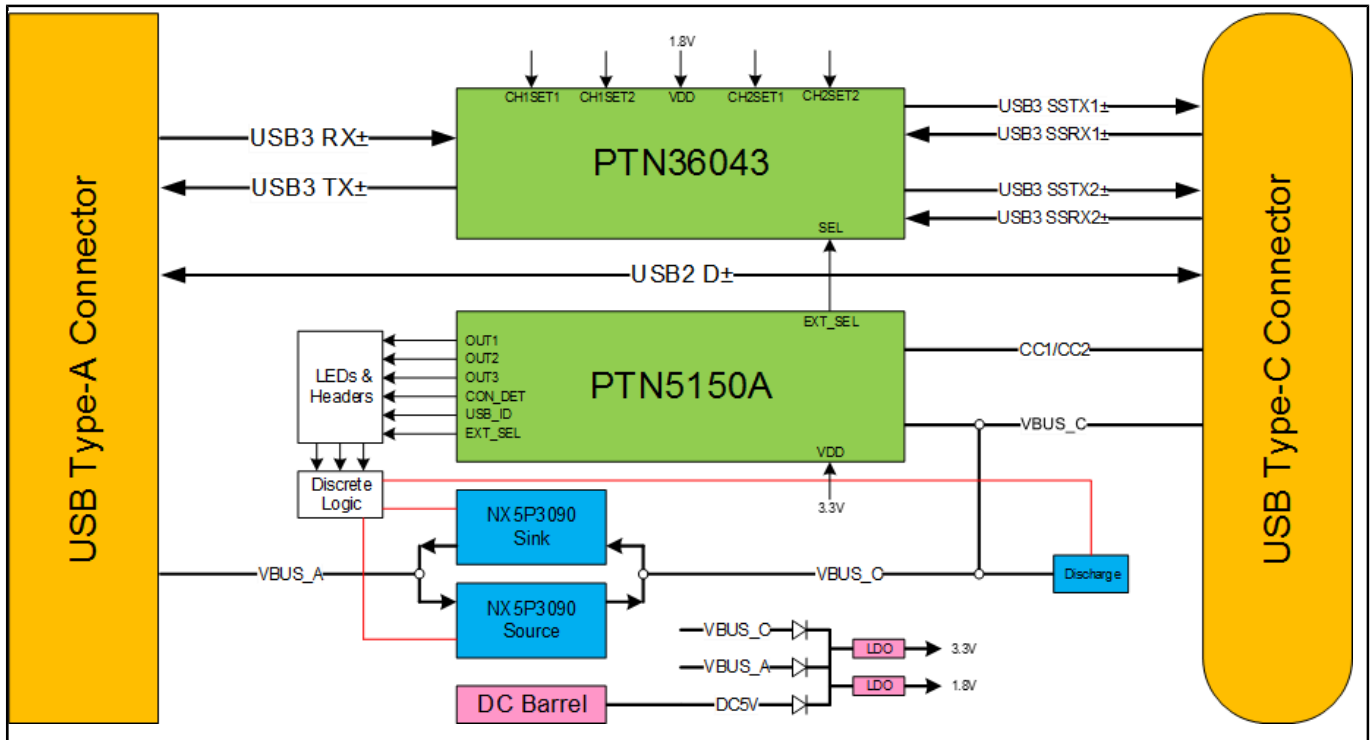 1.8V
CH1SET1
CH1SET2
VDD
CH2SET1
CH2SET2
USB Type-A Connector
USB3 RX±
USB3 TX±
PTN36043
SEL
USB3 SSTX1±
USB3 SSRX1±
USB3 SSTX2±
USB3 SSRX2±
USB Type-C Connector
USB2 D±
LEDs &
Headers
OUT1
OUT2
OUT3
CON_DET
USB_ID
EXT_SEL
EXT_SEL
PTN5150A
VDD
3.3V
CC1/CC2
VBUS_C
Discrete
Logic
NX5P3090
Sink
VBUS_A
VBUS_C
Discharge
NX5P3090
Source
VBUS_C
VBUS_A
DC Barrel
DC5V
LDO
3.3V
LDO
1.8V